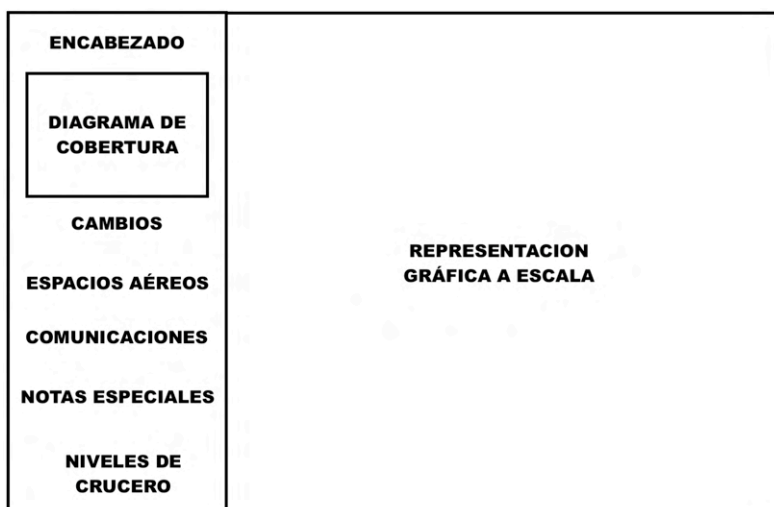 ENCABEZADO
DIAGRAMA DE
COBERTURA
CAMBIOS
ESPACIOS AÉREOS
COMUNICACIONES
NOTAS ESPECIALES
NIVELES DE
CRUCERO
REPRESENTACION
GRÁFICA A ESCALA